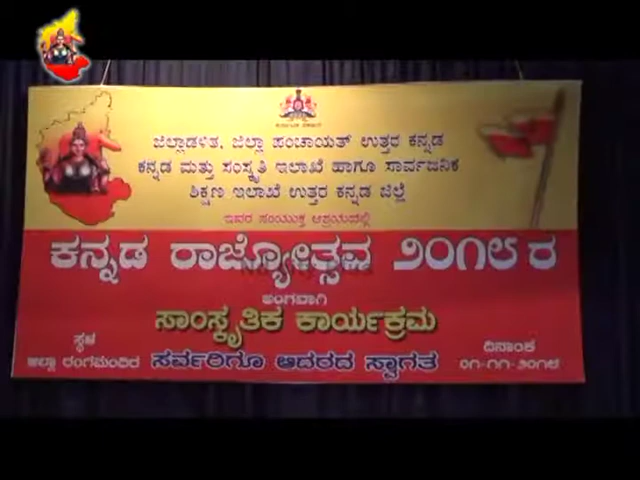 ಜಿಲ್ಲಾಡಳಿತ, ಜಿಲ್ಲಾ ಪಂಚಾಯತ್ ಉತ್ತರ ಕನ್ನಡ
ಕನ್ನಡ ಮತ್ತು ಸಂಸ್ಕೃತಿ ಇಲಾಖೆ ಹಾಗೂ ಸಾರ್ವಜನಿಕ
ಶಿಕ್ಷಣ ಇಲಾಖೆ ಉತ್ತರ ಕನ್ನಡ ಜಿಲ್ಲೆ
ಇವರ ಸಂಯುಕ್ತ ಆಶ್ರಯದಲ್ಲಿ
ಕನ್ನಡ ರಾಜ್ಯೋತ್ಸವ ೨೦೧೮ ರ
ಅಂಗವಾಗಿ
ಸಾಂಸ್ಕೃತಿಕ ಕಾರ್ಯಕ್ರಮ
ಸ್ಥಳ
ಜಿಲ್ಲಾ ರಂಗಮಂದಿರ
ಸರ್ವರಿಗೂ ಆದರದ ಸ್ವಾಗತ
ದಿನಾಂಕ
೦೧-೧೧-೨೦೧೮